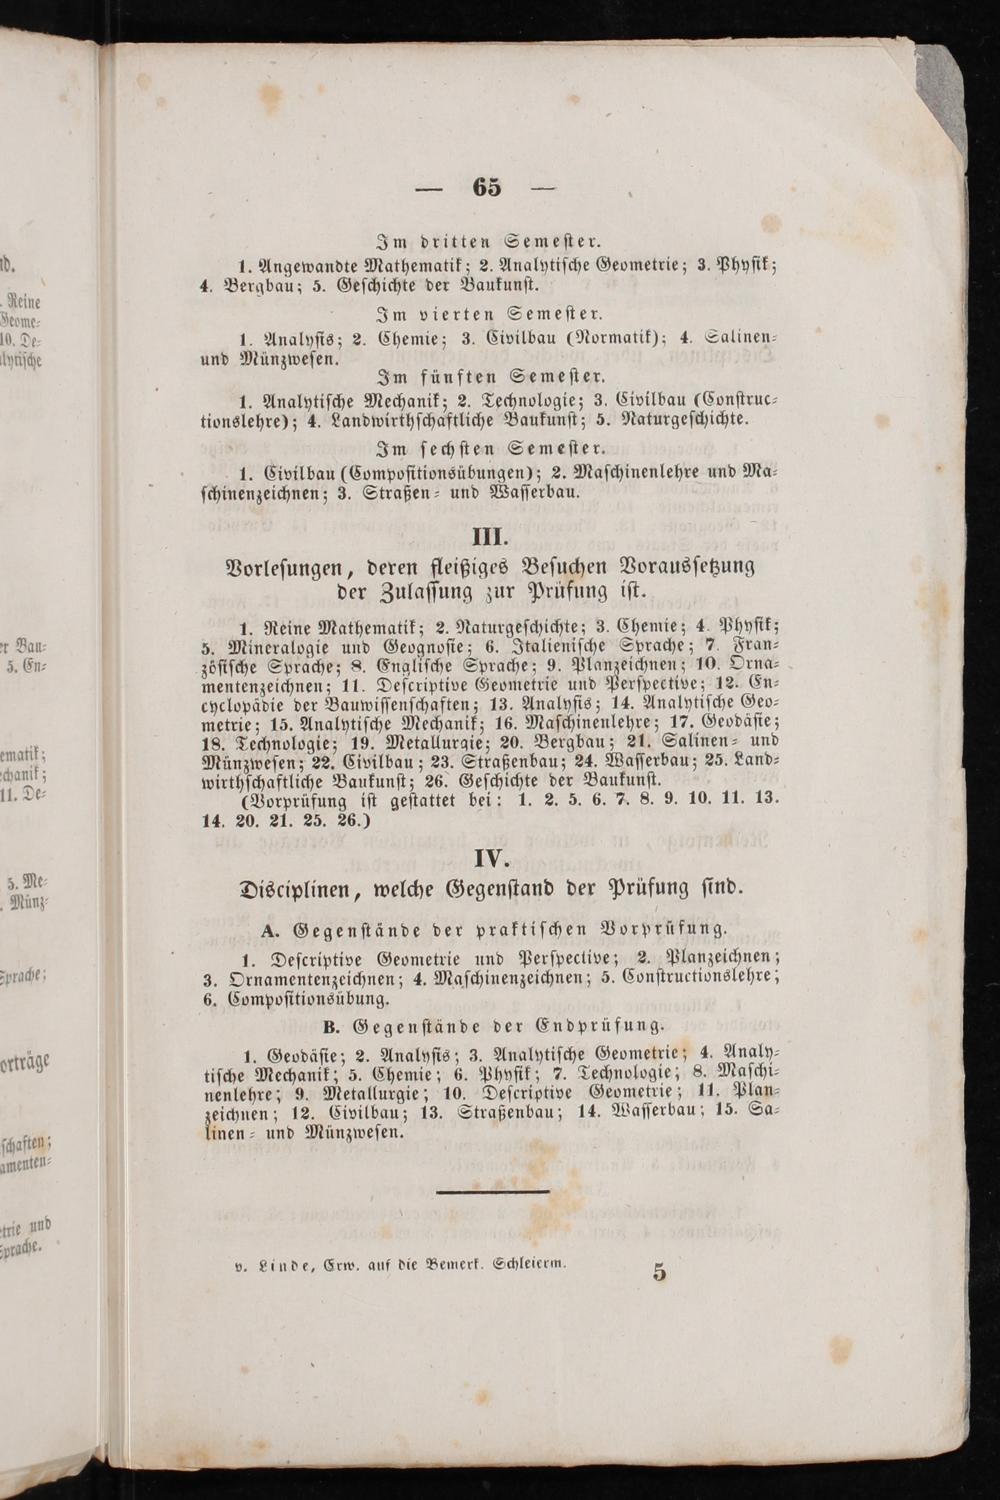 — 65 —
Im dritten Semester.
1. Angewandte Mathematik; 2. Analytische Geometrie; 3. Physik;
4. Bergbau; 5. Geschichte der Baukunst.
Im vierten Semester.
1. Analysis; 2. Chemie; 3. Civilbau (Normatik); 4. Salinen-
und Münzwesen.
Im fünften Semester.
1. Analytische Mechanik; 2. Technologie; 3. Civilbau (Construc-
tionslehre); 4. Landwirthschaftliche Baukunst; 5. Naturgeschichte.
Im sechsten Semester.
1. Civilbau (Compositionsübungen); 2. Maschinenlehre und Ma-
schinenzeichnen; 3. Straßen- und Wasserbau.
III.
Vorlesungen, deren fleißiges Besuchen Voraussetzung
der Zulassung zur Prüfung ist.
1. Reine Mathematik; 2. Naturgeschichte; 3. Chemie; 4. Physik;
5. Mineralogie und Geognosie; 6. Italienische Sprache; 7. Fran-
zösische Sprache; 8. Englische Sprache; 9. Planzeichnen; 10. Orna-
mentenzeichnen; 11. Descriptive Geometrie und Perspective; 12. En-
cyclopädie der Bauwissenschaften; 13. Analysis; 14. Analytische Geo-
metrie; 15. Analytische Mechanik; 16. Maschinenlehre; 17. Geodäsie;
18. Technologie; 19. Metallurgie; 20. Bergbau; 21. Salinen- und
Münzwesen; 22. Civilbau; 23. Straßenbau; 24. Wasserbau; 25. Land-
wirthschaftliche Baukunst; 26. Geschichte der Baukunst.
(Vorprüfung ist gestattet bei: 1. 2. 5. 6. 7. 8. 9. 10. 11. 13.
14. 20. 21. 25. 26.)
IV.
Disciplinen, welche Gegenstand der Prüfung sind.
A. Gegenstände der praktischen Vorprüfung.
1. Descriptive Geometrie und Perspective; 2. Planzeichnen;
3. Ornamentenzeichnen; 4. Maschinenzeichnen; 5. Constructionslehre;
6. Compositionsübung.
B. Gegenstände der Endprüfung.
1. Geodäsie; 2. Analysis; 3. Analytische Geometrie; 4. Analy-
tische Mechanik; 5. Chemie; 6. Physik; 7. Technologie; 8. Maschi-
nenlehre; 9. Metallurgie; 10. Descriptive Geometrie; 11. Plan-
zeichnen; 12. Civilbau; 13. Straßenbau; 14. Wasserbau; 15. Sa-
linen- und Münzwesen.
v. Linde, Erw. auf die Bemerk. Schleierm.
5